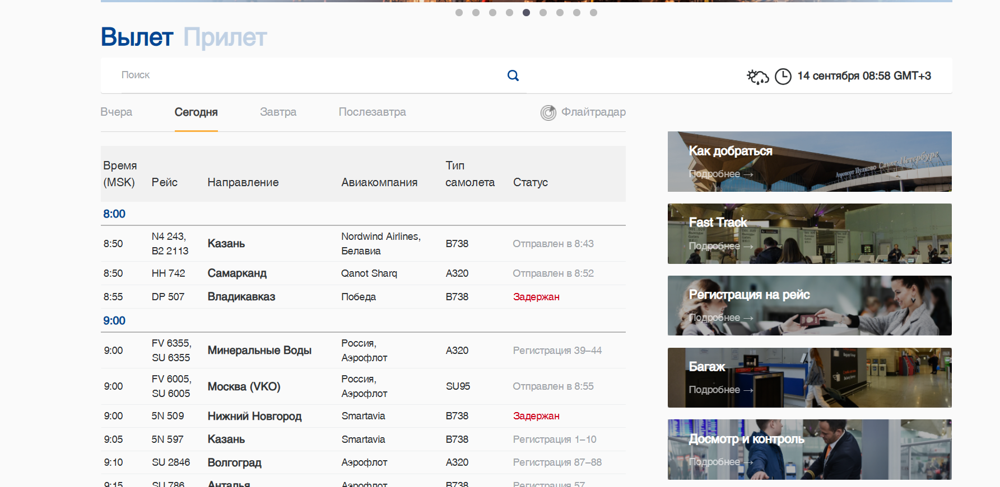 Вылет Прилет
Поиск
14 сентября 08:58 GMT+3
Вчера Сегодня Завтра Послезавтра Флайтрадар
Время (MSK) Рейс Направление Авиакомпания Тип самолета Статус
8:00
8:50 N4 243, B2 2113 Казань Nordwind Airlines, Белавиа B738 Отправлен в 8:43
8:50 HH 742 Самарканд Qanot Sharq A320 Отправлен в 8:52
8:55 DP 507 Владикавказ Победа B738 Задержан
9:00
9:00 FV 6355, SU 6355 Минеральные Воды Россия, Аэрофлот A320 Регистрация 39–44
9:00 FV 6005, SU 6005 Москва (VKO) Россия, Аэрофлот SU95 Отправлен в 8:55
9:00 5N 509 Нижний Новгород Smartavia B738 Задержан
9:05 5N 597 Казань Smartavia B738 Регистрация 1–10
9:10 SU 2846 Волгоград Аэрофлот A320 Регистрация 87–88
9:15 SU 786 Анталья Аэрофлот B738 Регистрация 57
Как добраться
Подробнее →
Аэропорт Пулково Санкт-Петербург
Fast Track
Подробнее →
Регистрация на рейс
Подробнее →
Багаж
Подробнее →
Досмотр и контроль
Подробнее →